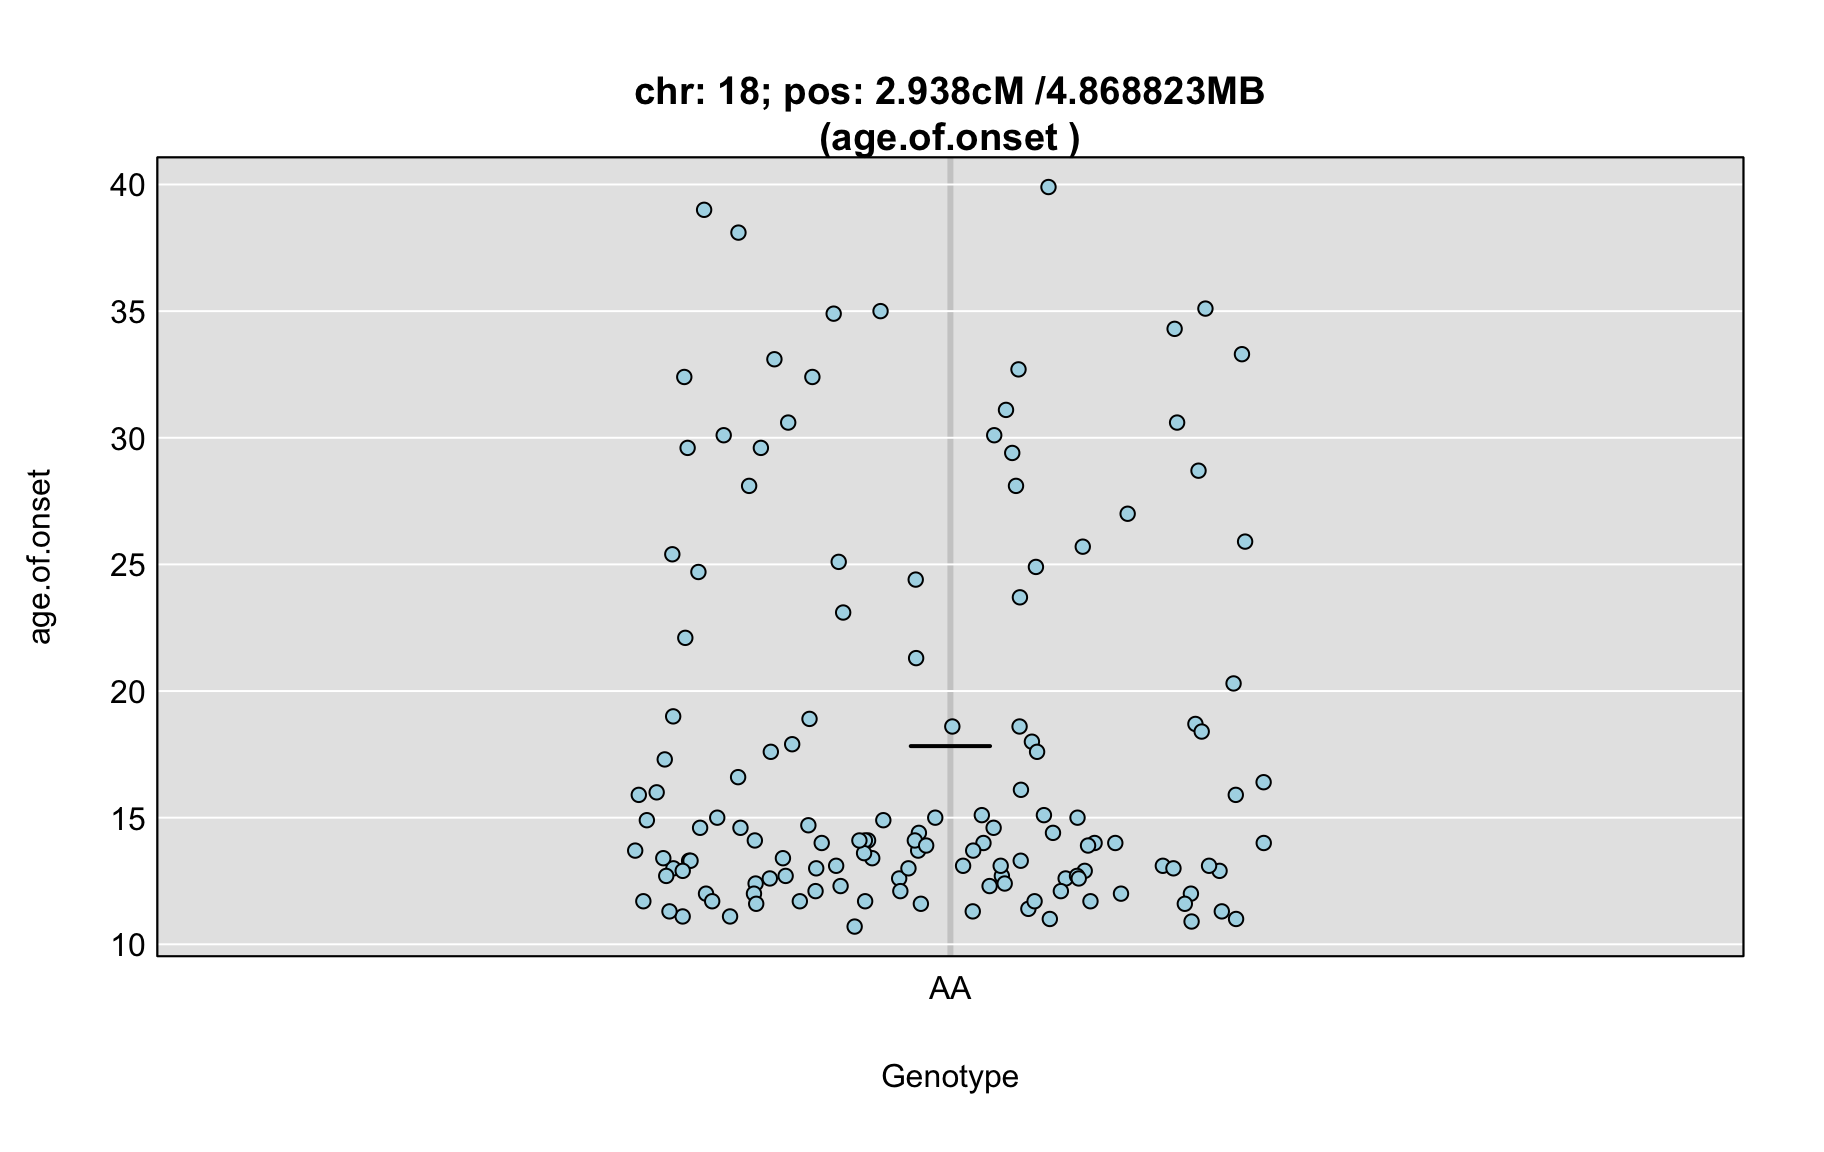 chr: 18; pos: 2.938cM /4.868823MB
(age.of.onset )
age.of.onset
40
35
30
25
20
15
10
AA
Genotype